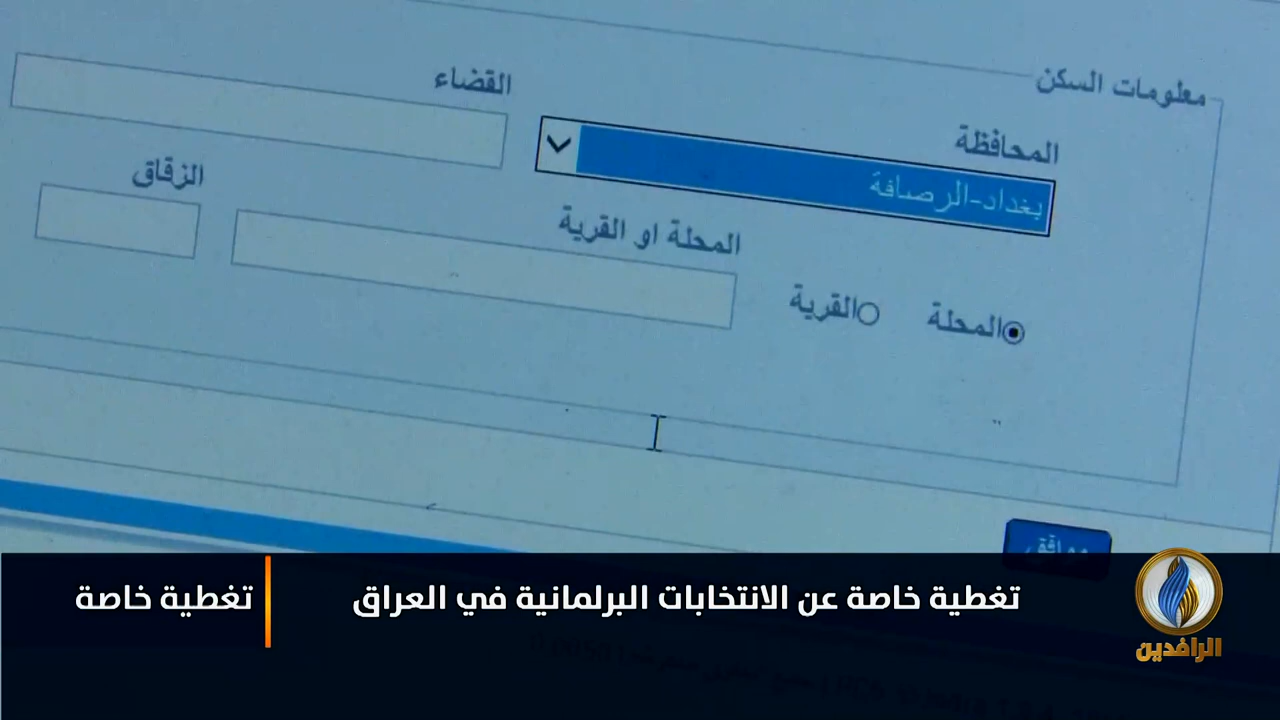 معلومات السكن
المحافظة
القضاء
بغداد-الرصافة
المحلة او القرية
الزقاق
المحلة
القرية
موافق
تغطية خاصة عن الانتخابات البرلمانية في العراق
تغطية خاصة
الرافدين